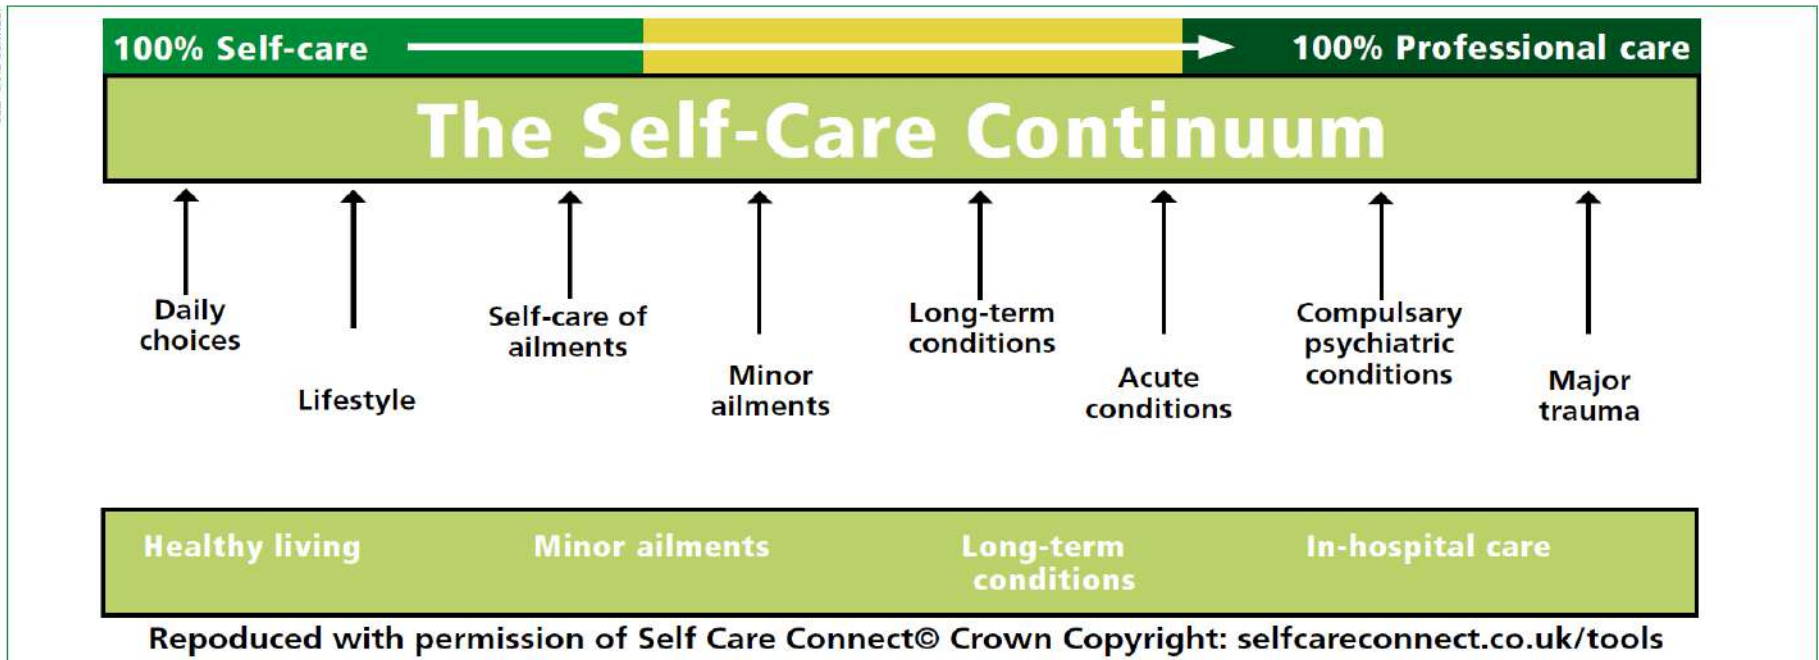 100% Self-care
100% Professional care
The Self-Care Continuum
Daily
choices
Lifestyle
Self-care of
ailments
Minor
ailments
Long-term
conditions
Acute
conditions
Compulsary
psychiatric
conditions
Major
trauma
Healthy living
Minor ailments
Long-term
conditions
In-hospital care
Repoduced with permission of Self Care Connect© Crown Copyright: selfcareconnect.co.uk/tools